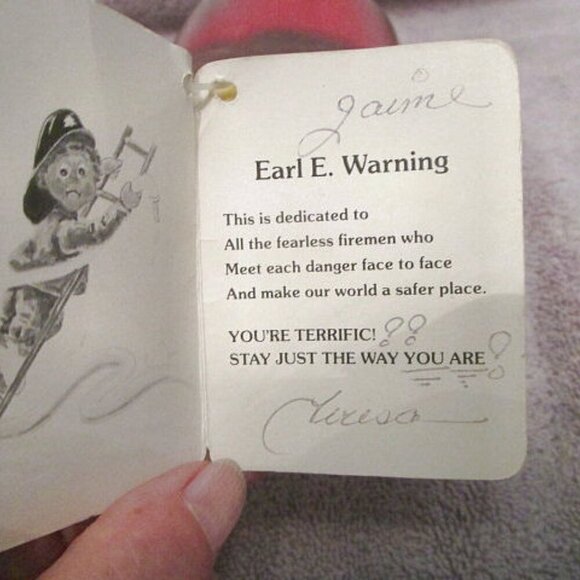 Jaime
Earl E. Warning
This is dedicated to
All the fearless firemen who
Meet each danger face to face
And make our world a safer place.
YOU'RE TERRIFIC! !!
STAY JUST THE WAY YOU ARE !
Teresa